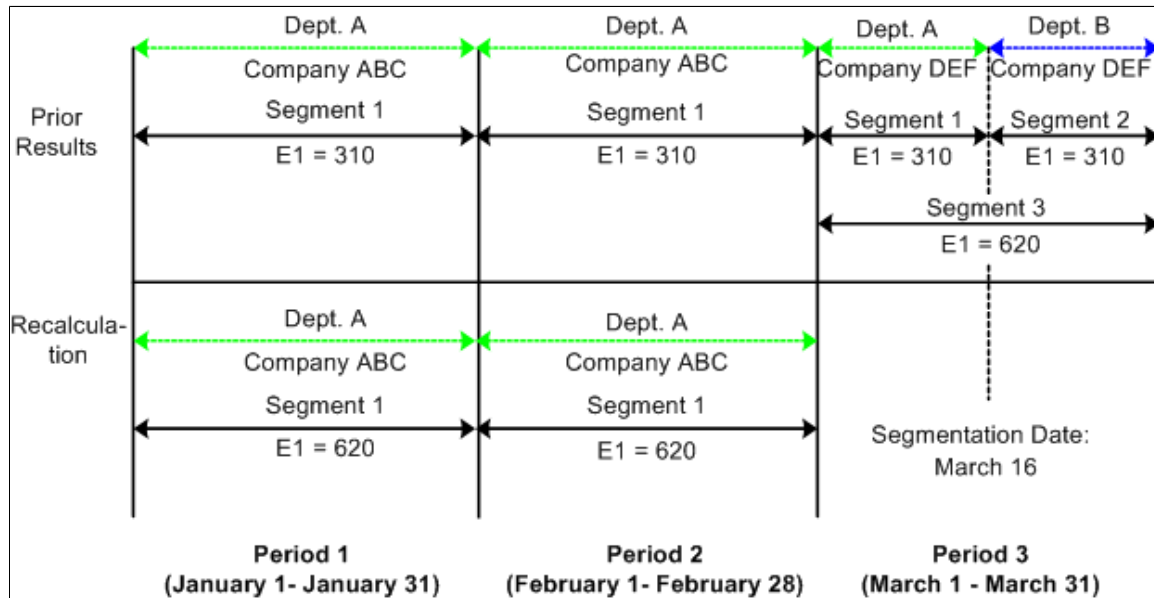 Dept. A
Dept. A
Dept. A
Dept. B
Company ABC
Company ABC
Company DEF
Company DEF
Prior
Results
Segment 1
Segment 1
Segment 1
Segment 2
E1 = 310
E1 = 310
E1 = 310
E1 = 310
Segment 3
E1 = 620
Recalcula-
tion
Dept. A
Dept. A
Company ABC
Company ABC
Segment 1
Segment 1
E1 = 620
E1 = 620
Segmentation Date:
March 16
Period 1
(January 1- January 31)
Period 2
(February 1- February 28)
Period 3
(March 1 - March 31)